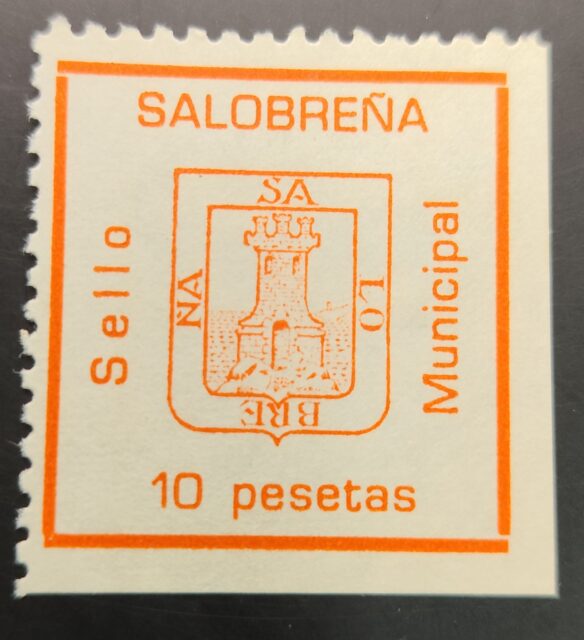 SALOBREÑA
Sello
SA
LO
BRE
ÑA
Municipal
10 pesetas